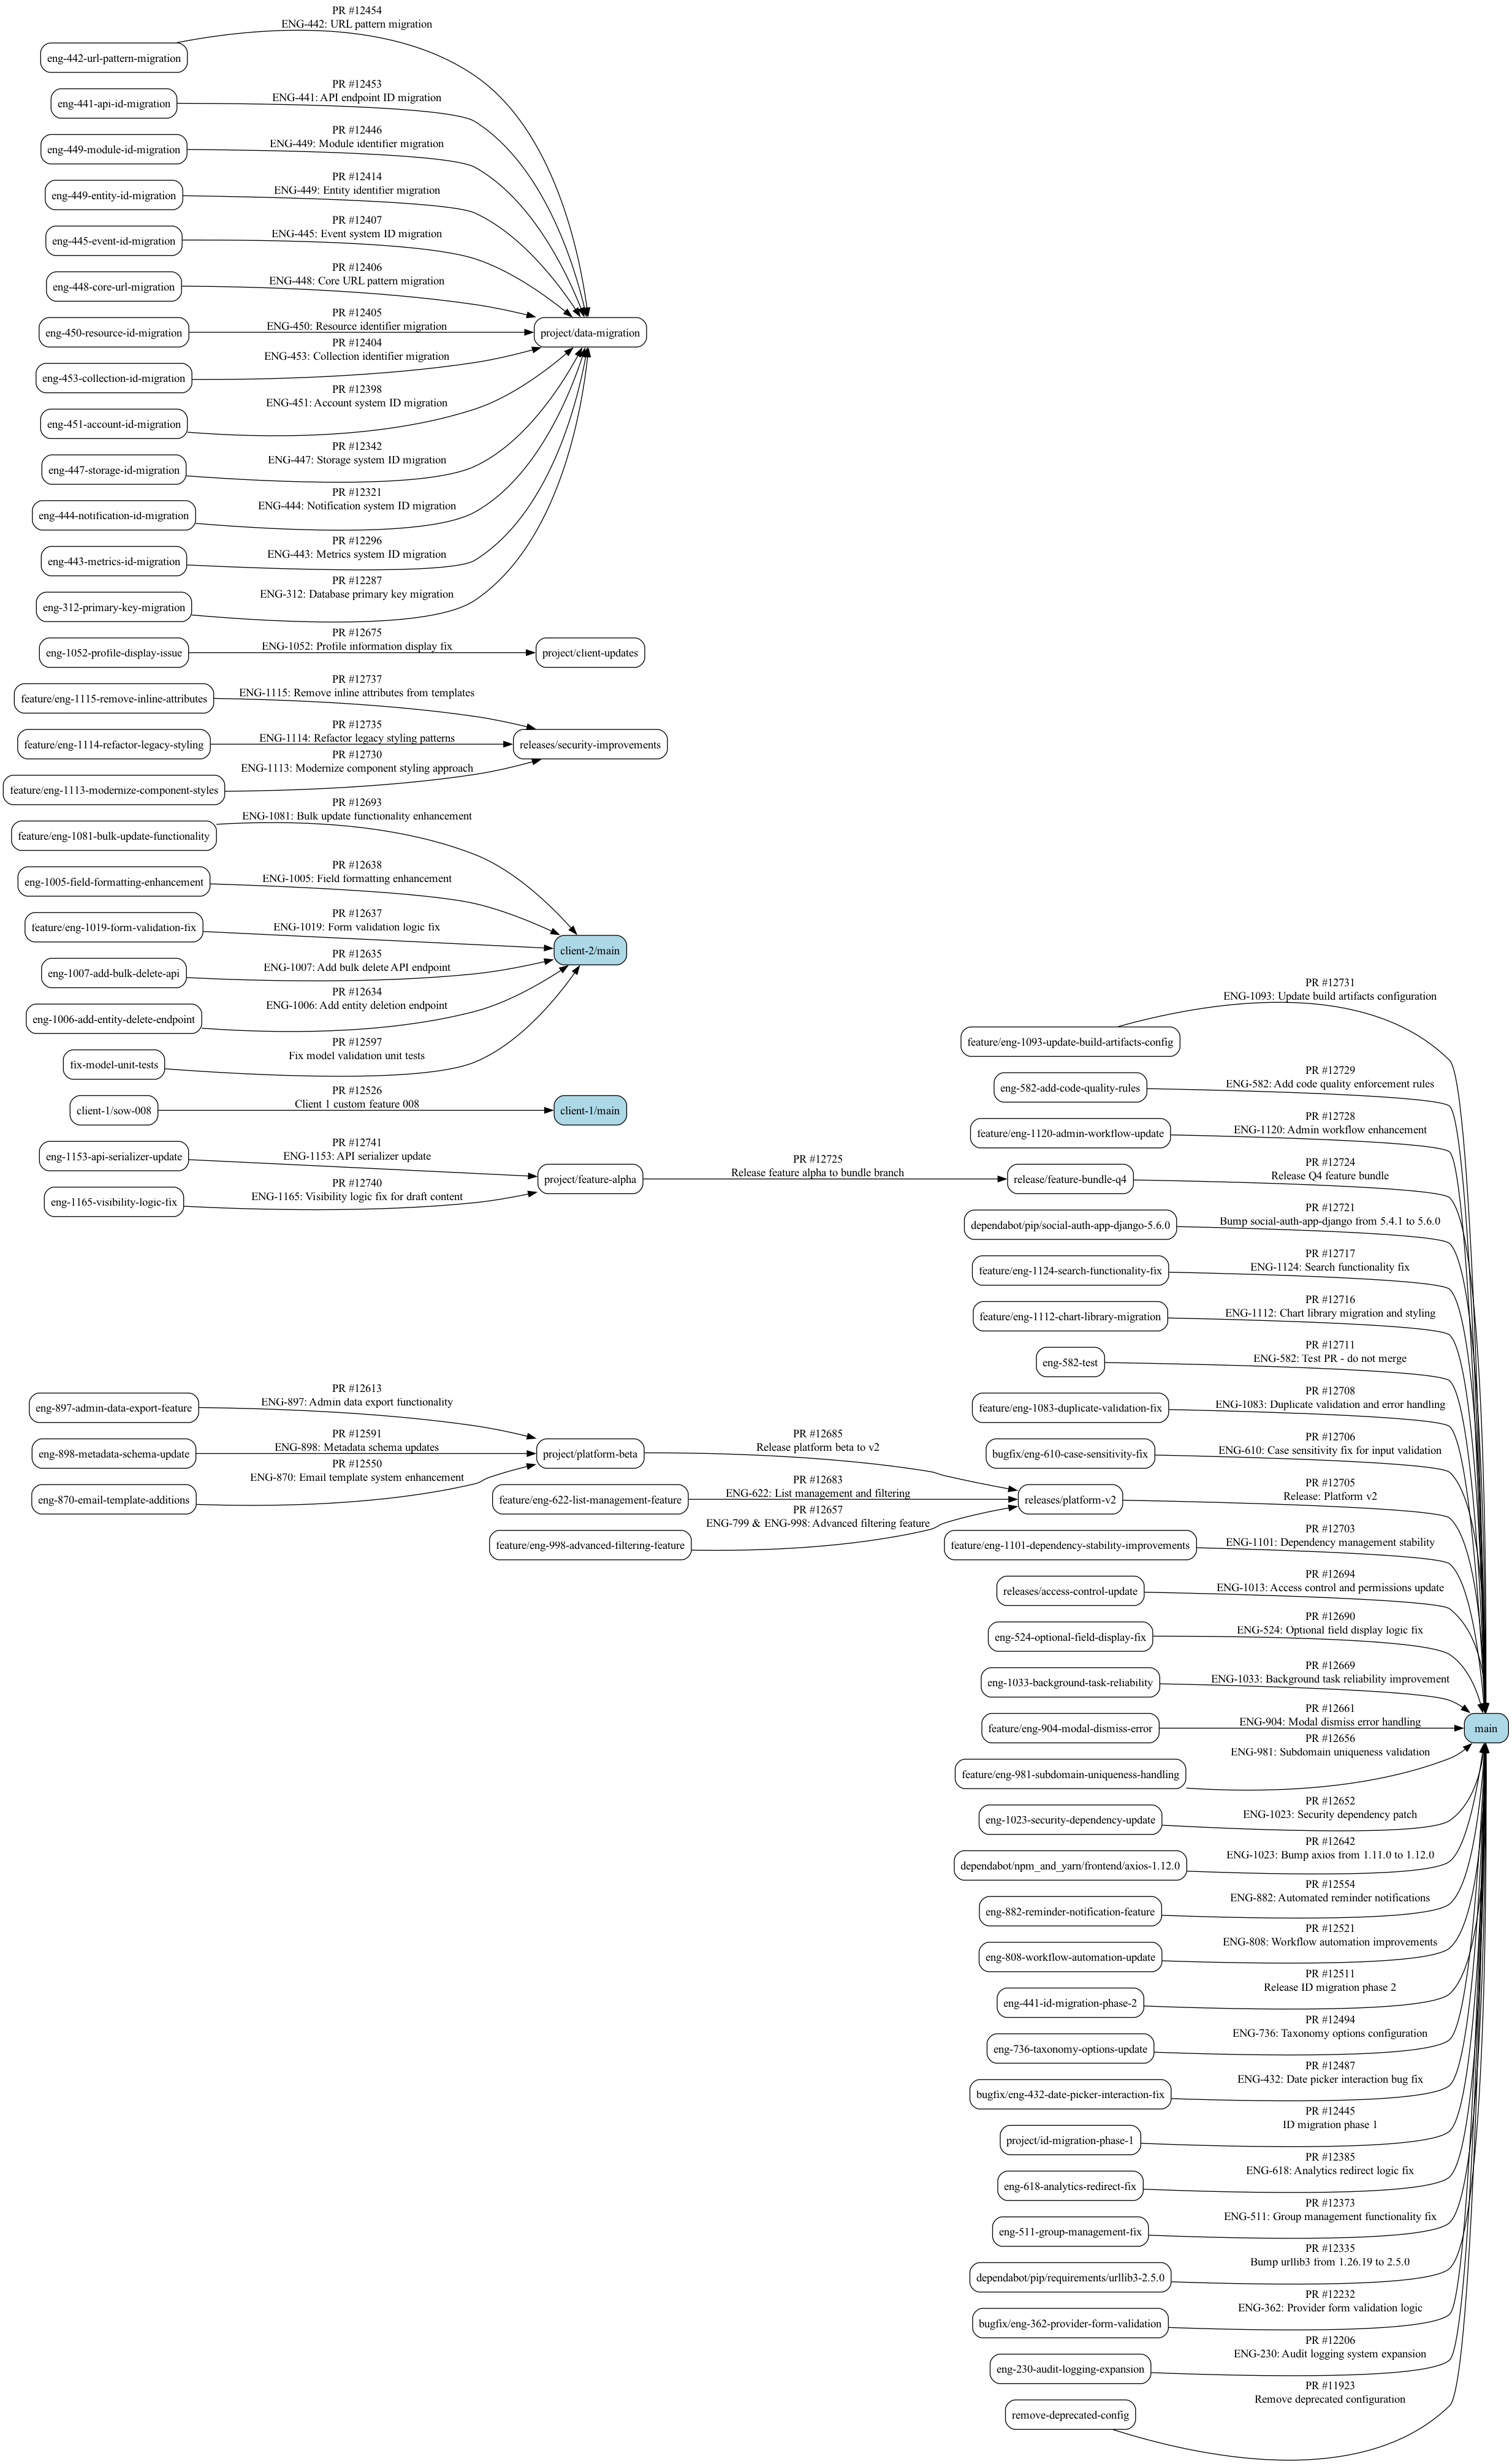 PR #12454
ENG-442: URL pattern migration
eng-442-url-pattern-migration
PR #12453
ENG-441: API endpoint ID migration
eng-441-api-id-migration
PR #12446
ENG-449: Module identifier migration
eng-449-module-id-migration
PR #12414
ENG-449: Entity identifier migration
eng-449-entity-id-migration
PR #12407
ENG-445: Event system ID migration
eng-445-event-id-migration
PR #12406
ENG-448: Core URL pattern migration
eng-448-core-url-migration
PR #12405
ENG-450: Resource identifier migration
eng-450-resource-id-migration
project/data-migration
PR #12404
ENG-453: Collection identifier migration
eng-453-collection-id-migration
PR #12398
ENG-451: Account system ID migration
eng-451-account-id-migration
PR #12342
ENG-447: Storage system ID migration
eng-447-storage-id-migration
PR #12321
ENG-444: Notification system ID migration
eng-444-notification-id-migration
PR #12296
ENG-443: Metrics system ID migration
eng-443-metrics-id-migration
PR #12287
ENG-312: Database primary key migration
eng-312-primary-key-migration
PR #12675
ENG-1052: Profile information display fix
eng-1052-profile-display-issue
project/client-updates
PR #12737
ENG-1115: Remove inline attributes from templates
feature/eng-1115-remove-inline-attributes
PR #12735
ENG-1114: Refactor legacy styling patterns
feature/eng-1114-refactor-legacy-styling
releases/security-improvements
PR #12730
ENG-1113: Modernize component styling approach
feature/eng-1113-modernize-component-styles
PR #12693
ENG-1081: Bulk update functionality enhancement
feature/eng-1081-bulk-update-functionality
PR #12638
ENG-1005: Field formatting enhancement
eng-1005-field-formatting-enhancement
PR #12637
ENG-1019: Form validation logic fix
feature/eng-1019-form-validation-fix
client-2/main
PR #12635
ENG-1007: Add bulk delete API endpoint
eng-1007-add-bulk-delete-api
PR #12634
ENG-1006: Add entity deletion endpoint
eng-1006-add-entity-delete-endpoint
PR #12597
Fix model validation unit tests
fix-model-unit-tests
PR #12526
Client 1 custom feature 008
client-1/sow-008
client-1/main
PR #12741
ENG-1153: API serializer update
eng-1153-api-serializer-update
PR #12740
ENG-1165: Visibility logic fix for draft content
eng-1165-visibility-logic-fix
project/feature-alpha
PR #12725
Release feature alpha to bundle branch
PR #12613
ENG-897: Admin data export functionality
eng-897-admin-data-export-feature
PR #12591
ENG-898: Metadata schema updates
eng-898-metadata-schema-update
PR #12550
ENG-870: Email template system enhancement
eng-870-email-template-additions
project/platform-beta
PR #12685
Release platform beta to v2
PR #12683
ENG-622: List management and filtering
feature/eng-622-list-management-feature
PR #12657
ENG-799 & ENG-998: Advanced filtering feature
feature/eng-998-advanced-filtering-feature
PR #12731
ENG-1093: Update build artifacts configuration
feature/eng-1093-update-build-artifacts-config
PR #12729
ENG-582: Add code quality enforcement rules
eng-582-add-code-quality-rules
PR #12728
ENG-1120: Admin workflow enhancement
feature/eng-1120-admin-workflow-update
PR #12724
Release Q4 feature bundle
release/feature-bundle-q4
PR #12721
Bump social-auth-app-django from 5.4.1 to 5.6.0
dependabot/pip/social-auth-app-django-5.6.0
PR #12717
ENG-1124: Search functionality fix
feature/eng-1124-search-functionality-fix
PR #12716
ENG-1112: Chart library migration and styling
feature/eng-1112-chart-library-migration
PR #12711
ENG-582: Test PR - do not merge
eng-582-test
PR #12708
ENG-1083: Duplicate validation and error handling
feature/eng-1083-duplicate-validation-fix
PR #12706
ENG-610: Case sensitivity fix for input validation
bugfix/eng-610-case-sensitivity-fix
PR #12705
Release: Platform v2
releases/platform-v2
PR #12703
ENG-1101: Dependency management stability
feature/eng-1101-dependency-stability-improvements
PR #12694
ENG-1013: Access control and permissions update
releases/access-control-update
PR #12690
ENG-524: Optional field display logic fix
eng-524-optional-field-display-fix
PR #12669
ENG-1033: Background task reliability improvement
eng-1033-background-task-reliability
PR #12661
ENG-904: Modal dismiss error handling
feature/eng-904-modal-dismiss-error
main
PR #12656
ENG-981: Subdomain uniqueness validation
feature/eng-981-subdomain-uniqueness-handling
PR #12652
ENG-1023: Security dependency patch
eng-1023-security-dependency-update
PR #12642
ENG-1023: Bump axios from 1.11.0 to 1.12.0
dependabot/npm_and_yarn/frontend/axios-1.12.0
PR #12554
ENG-882: Automated reminder notifications
eng-882-reminder-notification-feature
PR #12521
ENG-808: Workflow automation improvements
eng-808-workflow-automation-update
PR #12511
Release ID migration phase 2
eng-441-id-migration-phase-2
PR #12494
ENG-736: Taxonomy options configuration
eng-736-taxonomy-options-update
PR #12487
ENG-432: Date picker interaction bug fix
bugfix/eng-432-date-picker-interaction-fix
PR #12445
ID migration phase 1
project/id-migration-phase-1
PR #12385
ENG-618: Analytics redirect logic fix
eng-618-analytics-redirect-fix
PR #12373
ENG-511: Group management functionality fix
eng-511-group-management-fix
PR #12335
Bump urllib3 from 1.26.19 to 2.5.0
dependabot/pip/requirements/urllib3-2.5.0
PR #12232
ENG-362: Provider form validation logic
bugfix/eng-362-provider-form-validation
PR #12206
ENG-230: Audit logging system expansion
eng-230-audit-logging-expansion
PR #11923
Remove deprecated configuration
remove-deprecated-config